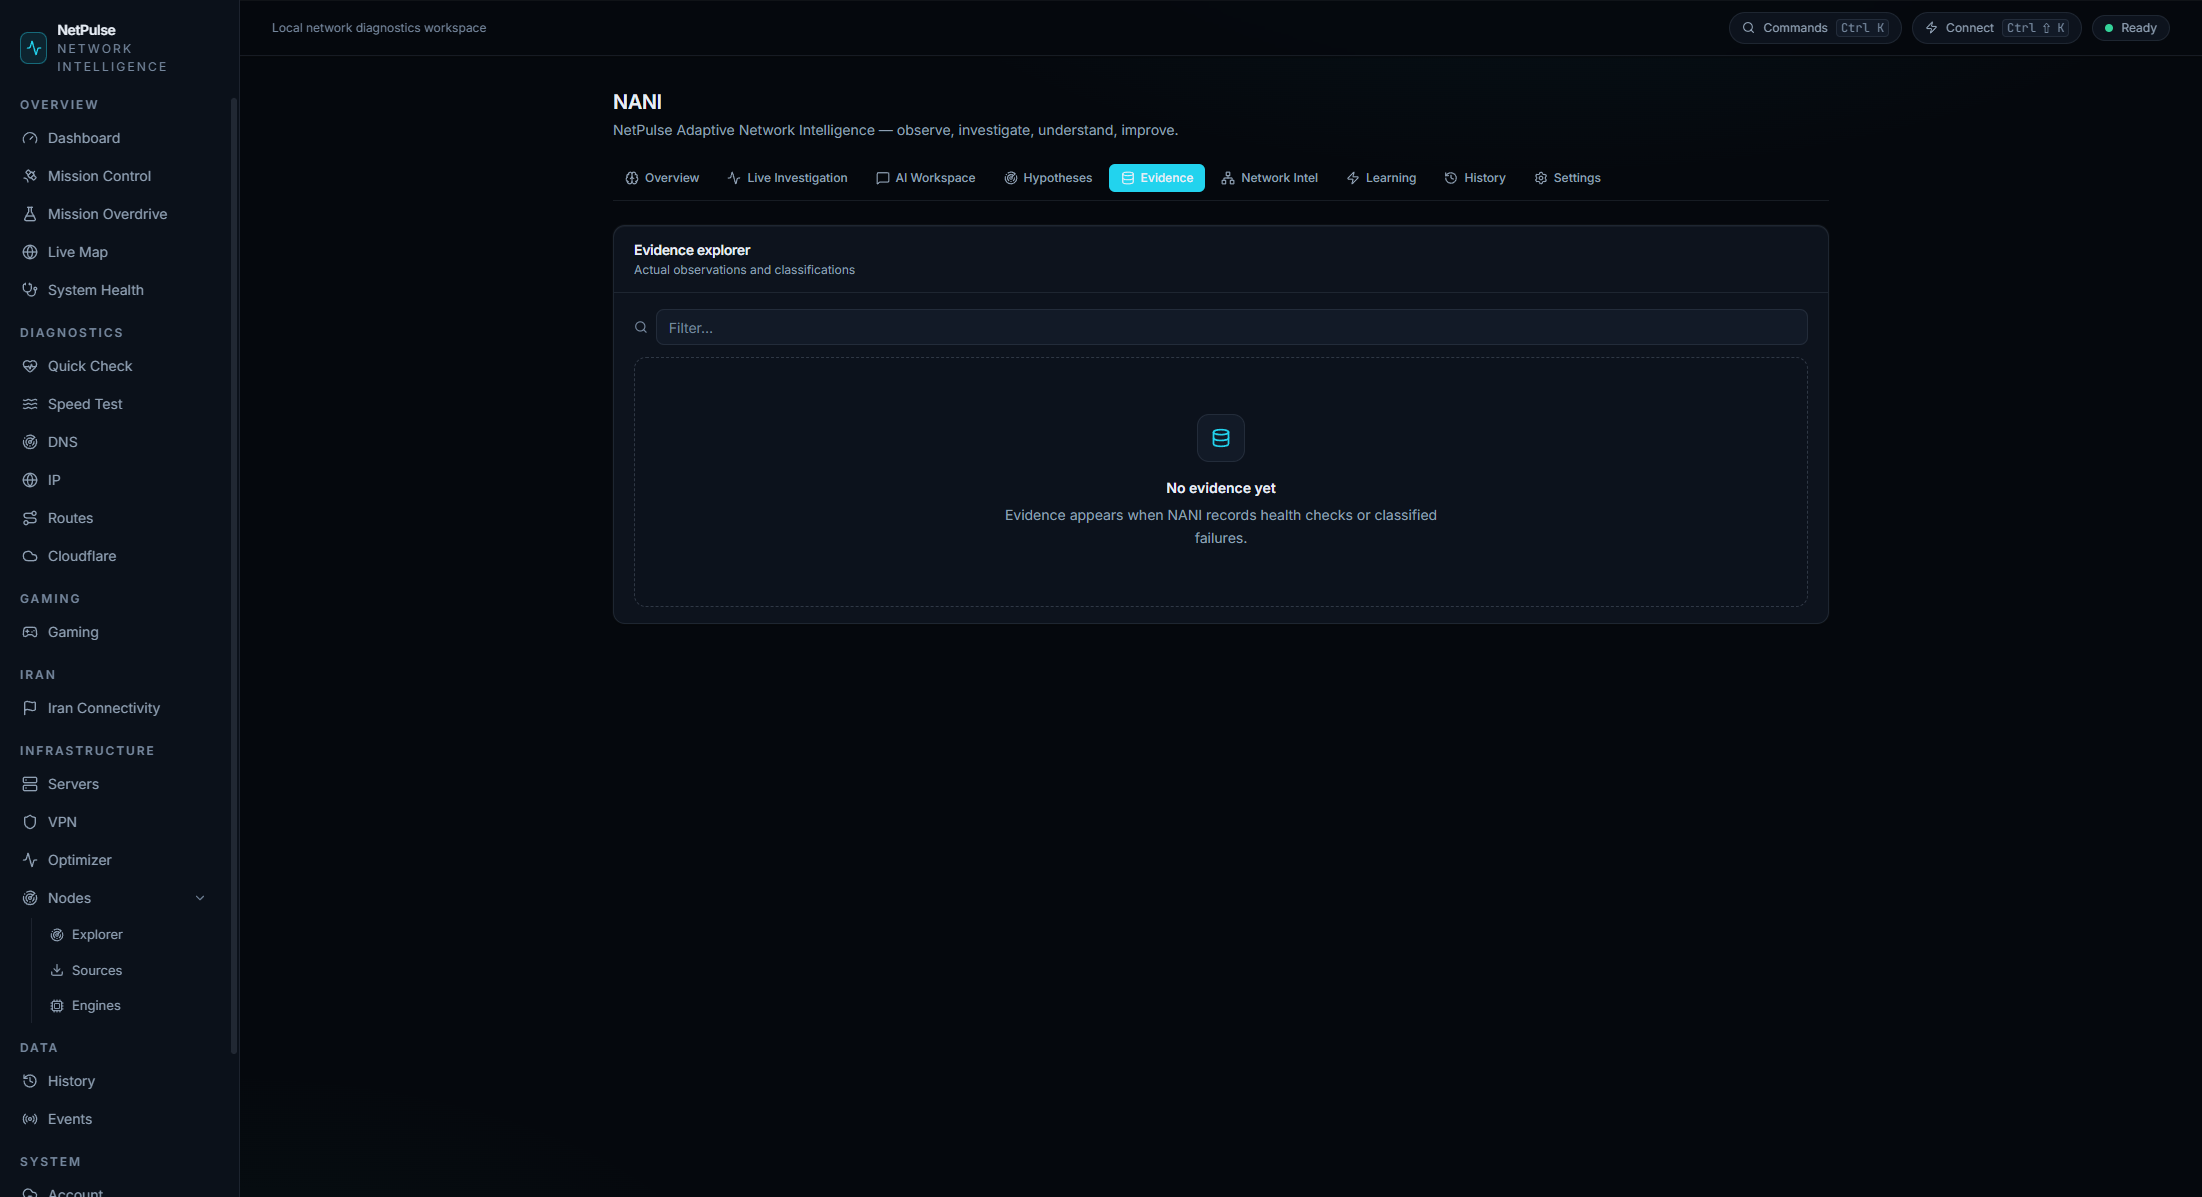 NetPulse
NETWORK
INTELLIGENCE
OVERVIEW
Dashboard
Mission Control
Mission Overdrive
Live Map
System Health
DIAGNOSTICS
Quick Check
Speed Test
DNS
IP
Routes
Cloudflare
GAMING
Gaming
IRAN
Iran Connectivity
INFRASTRUCTURE
Servers
VPN
Optimizer
Nodes
Explorer
Sources
Engines
DATA
History
Events
SYSTEM
Account
Local network diagnostics workspace
Commands Ctrl K
Connect Ctrl ⇧ K
Ready
NANI
NetPulse Adaptive Network Intelligence — observe, investigate, understand, improve.
Overview Live Investigation AI Workspace Hypotheses Evidence Network Intel Learning History Settings
Evidence explorer
Actual observations and classifications
Filter...
No evidence yet
Evidence appears when NANI records health checks or classified
failures.